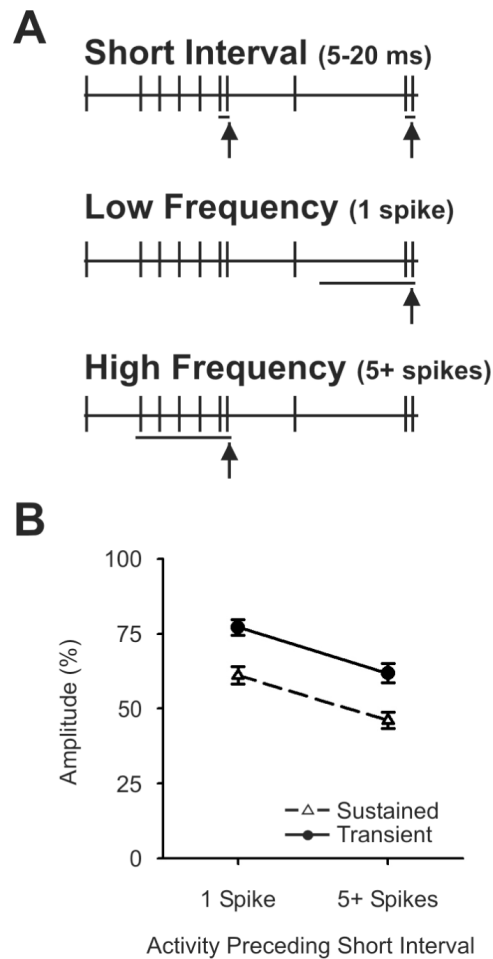 A
Short Interval (5-20 ms)
Low Frequency (1 spike)
High Frequency (5+ spikes)
B
100
75
50
25
0
Amplitude (%)
Sustained
Transient
1 Spike
5+ Spikes
Activity Preceding Short Interval